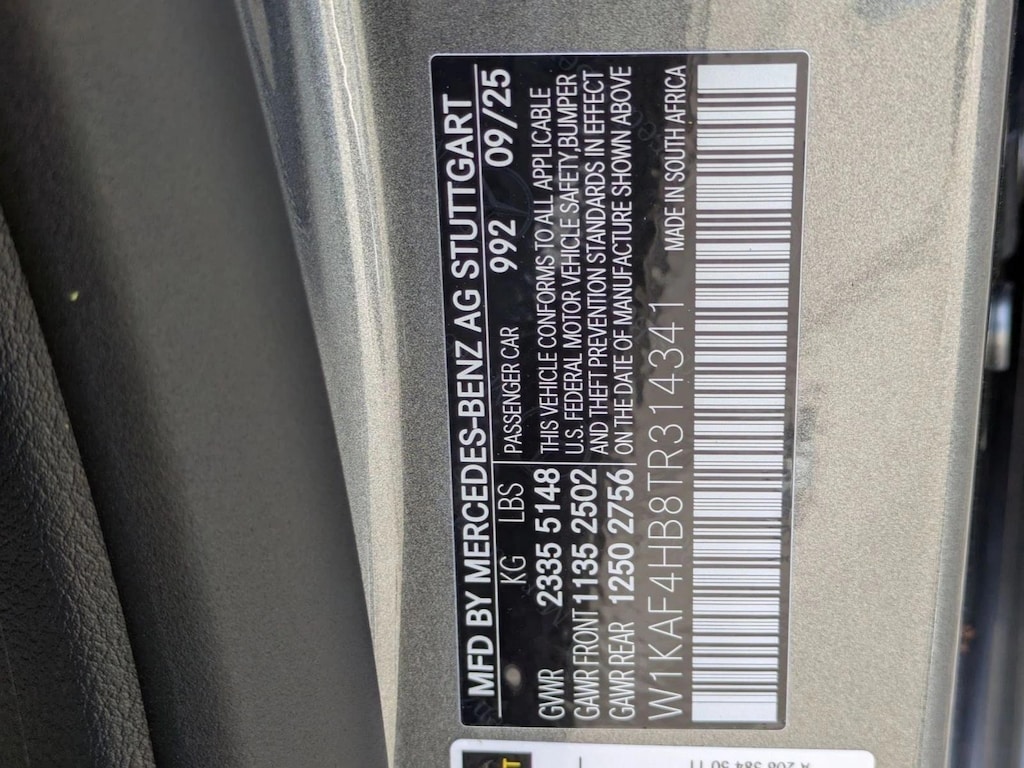 MFD BY MERCEDES-BENZ AG STUTTGART
KG LBS PASSENGER CAR 992 09/25
GVWR 2335 5148 THIS VEHICLE CONFORMS TO ALL APPLICABLE
GAWR FRONT 1135 2502 U.S. FEDERAL MOTOR VEHICLE SAFETY,BUMPER
AND THEFT PREVENTION STANDARDS IN EFFECT
GAWR REAR 1250 2756 ON THE DATE OF MANUFACTURE SHOWN ABOVE
W1KAF4HB8TR314341 MADE IN SOUTH AFRICA